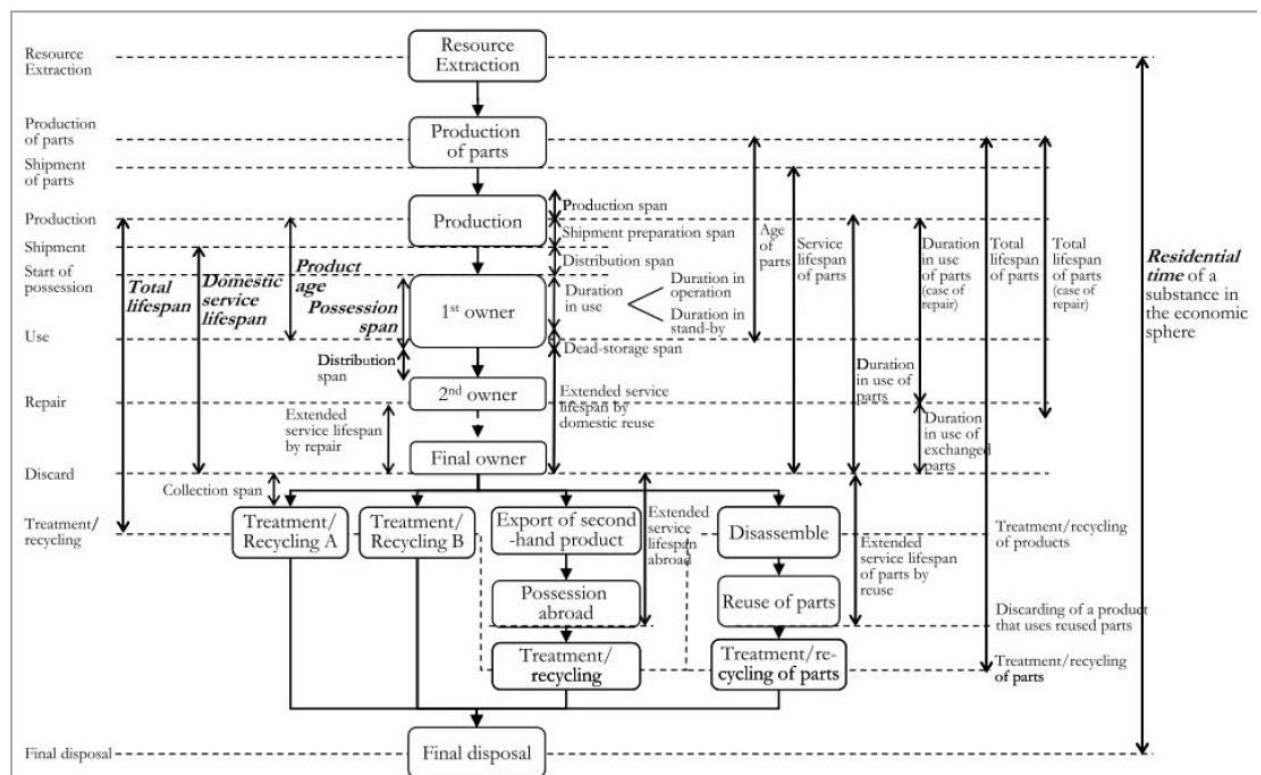 Resource
Extraction
Resource
Extraction
Production
of parts
Production
of parts
Shipment
of parts
Production
Production
Production span
Shipment
Shipment preparation span
Start of
possession
Distribution span
Total
lifespan
Domestic
service
lifespan
Product
age
Possession
span
1st owner
Duration
in use
Duration in
operation
Duration in
stand-by
Age
of
parts
Service
lifespan
of parts
Duration
in use
of parts
(case of
repair)
Total
lifespan
of parts
Total
lifespan
of parts
(case of
repair)
Residential
time of a
substance in
the economic
sphere
Use
Dead-storage span
Distribution
span
Duration
in use of
parts
Repair
2nd owner
Extended service
lifespan by
domestic reuse
Extended
service lifespan
by repair
Duration
in use of
exchanged
parts
Final owner
Discard
Collection span
Treatment/
recycling
Treatment/
Recycling A
Treatment/
Recycling B
Export of second
-hand product
Extended
service
lifespan
abroad
Disassemble
Extended
service lifespan
of parts by
reuse
Treatment/recycling
of products
Possession
abroad
Reuse of parts
Discarding of a product
that uses reused parts
Treatment/
recycling
Treatment/re-
cycling of parts
Treatment/recycling
of parts
Final disposal
Final disposal